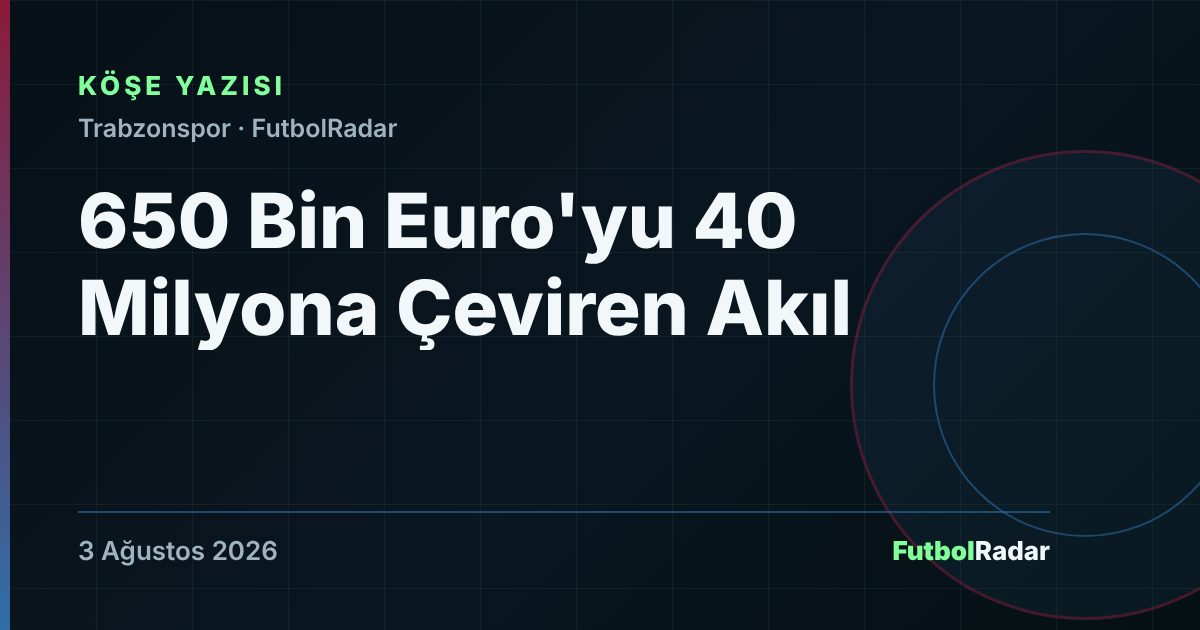 KÖŞE YAZISI
Trabzonspor · FutbolRadar
650 Bin Euro'yu 40
Milyona Çeviren Akıl
3 Ağustos 2026
FutbolRadar